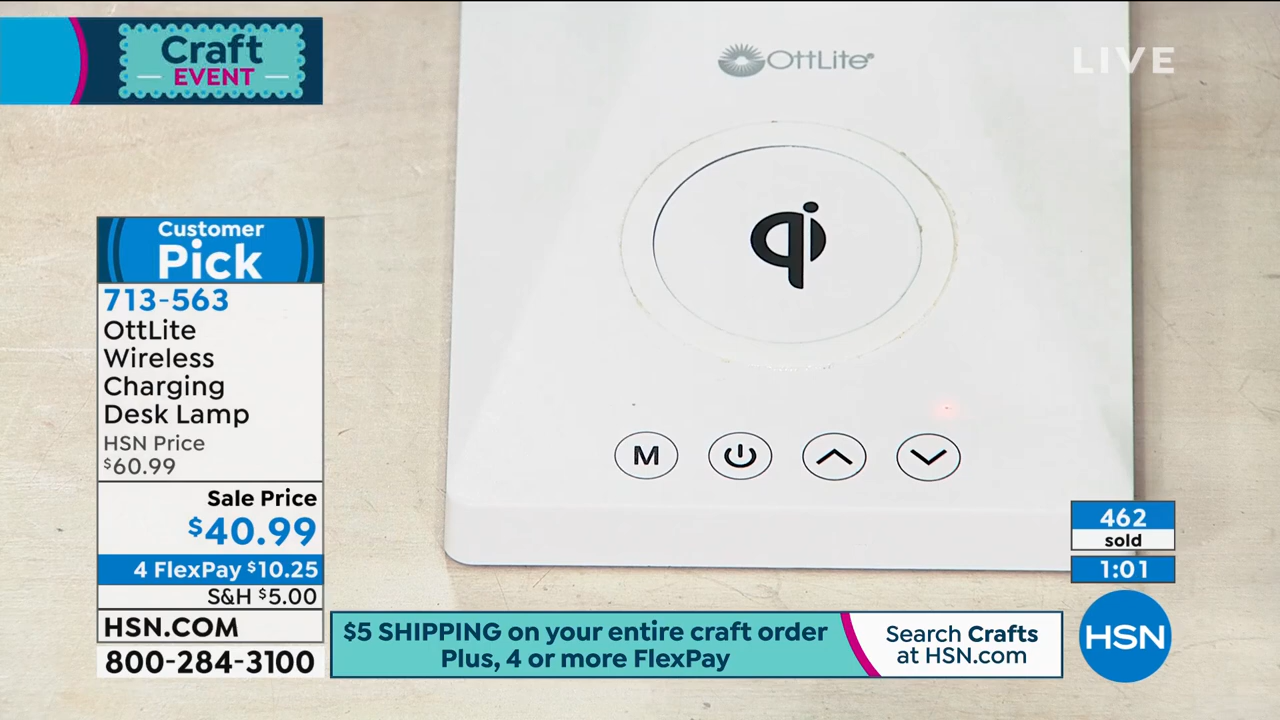 Craft
EVENT
OttLite®
LIVE
qi
M
Customer
Pick
713-563
OttLite
Wireless
Charging
Desk Lamp
HSN Price
$60.99
Sale Price
$40.99
4 FlexPay $10.25
S&H $5.00
HSN.COM
800-284-3100
462
sold
1:01
$5 SHIPPING on your entire craft order
Plus, 4 or more FlexPay
Search Crafts
at HSN.com
HSN